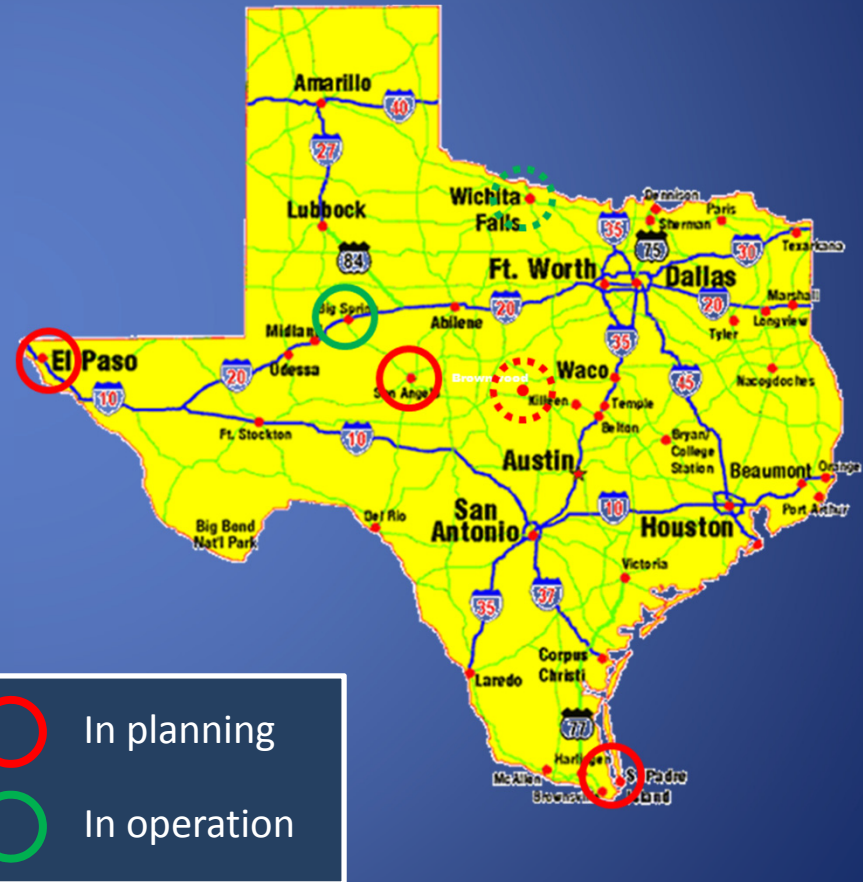 Amarillo
40
27
Wichita
Falls
Lubbock
84
Dennison
Sherman
Paris
35
75
30
Texarkana
Ft. Worth
Dallas
Big Spring
Abilene
20
20
Marshall
Longview
Tyler
Midland
Odessa
El Paso
20
35
10
San Angelo
Brownwood
Waco
45
Nacogdoches
Killeen
Temple
Belton
Ft. Stockton
10
Bryan/
College
Station
Austin
Beaumont
Orange
Port Arthur
San
Antonio
10
Houston
Big Bend
Nat'l Park
Del Rio
Victoria
35
37
Corpus
Christi
Laredo
77
Harlingen
McAllen
Brownsville
S. Padre
Island
In planning
In operation